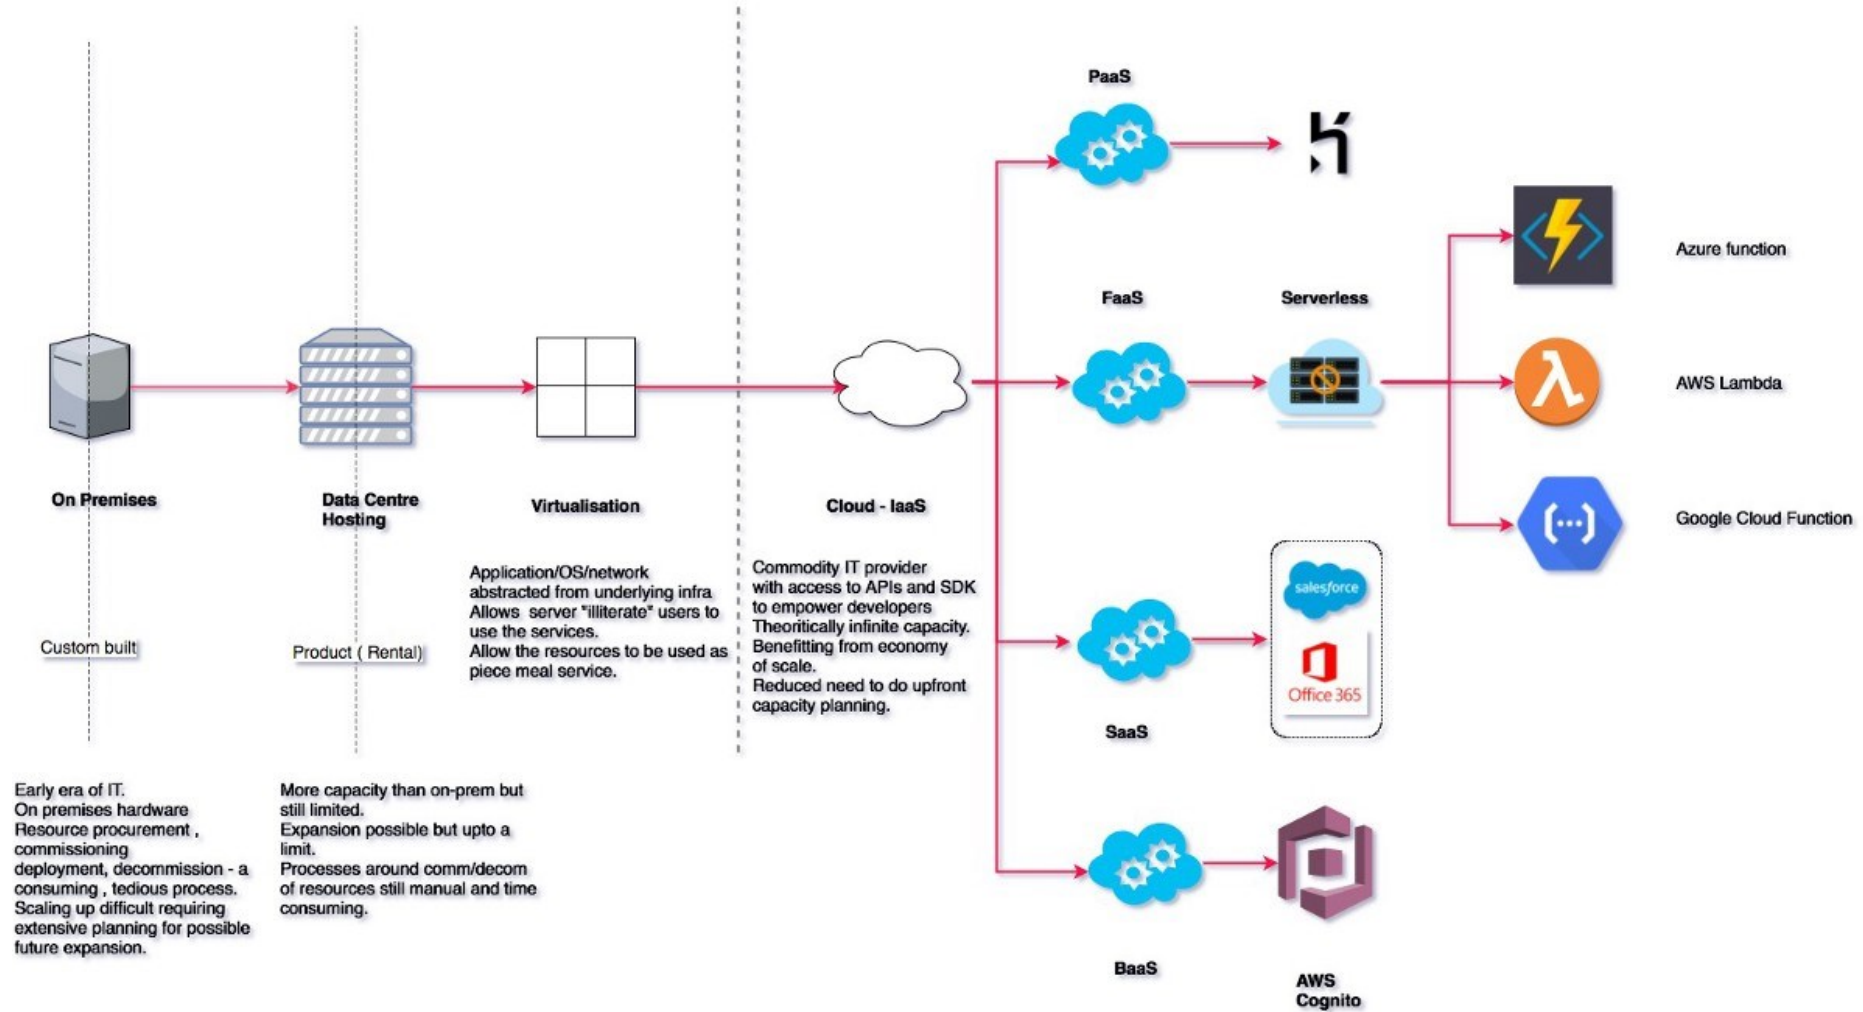 PaaS
Azure function
FaaS
Serverless
AWS Lambda
On Premises
Data Centre
Hosting
Virtualisation
Cloud - IaaS
Google Cloud Function
Application/OS/network
abstracted from underlying infra
Allows server "illiterate" users to
use the services.
Allow the resources to be used as
piece meal service.
Commodity IT provider
with access to APIs and SDK
to empower developers
Theoritically infinite capacity.
Benefitting from economy
of scale.
Reduced need to do upfront
capacity planning.
salesforce
Office 365
Custom built
Product ( Rental)
SaaS
Early era of IT.
On premises hardware
Resource procurement ,
commissioning
deployment, decommission - a
consuming , tedious process.
Scaling up difficult requiring
extensive planning for possible
future expansion.
More capacity than on-prem but
still limited.
Expansion possible but upto a
limit.
Processes around comm/decom
of resources still manual and time
consuming.
BaaS
AWS
Cognito